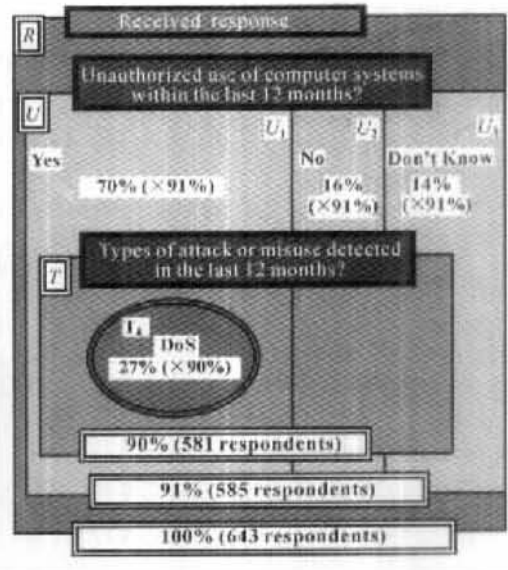 Received response
R
Unauthorized use of computer systems
within the last 12 months?
U
U₁
U₂
U₃
Yes
No
Don't Know
70% (×91%)
16%
(×91%)
14%
(×91%)
Types of attack or misuse detected
in the last 12 months?
T
T₄
DoS
27% (×90%)
90% (581 respondents)
91% (585 respondents)
100% (643 respondents)